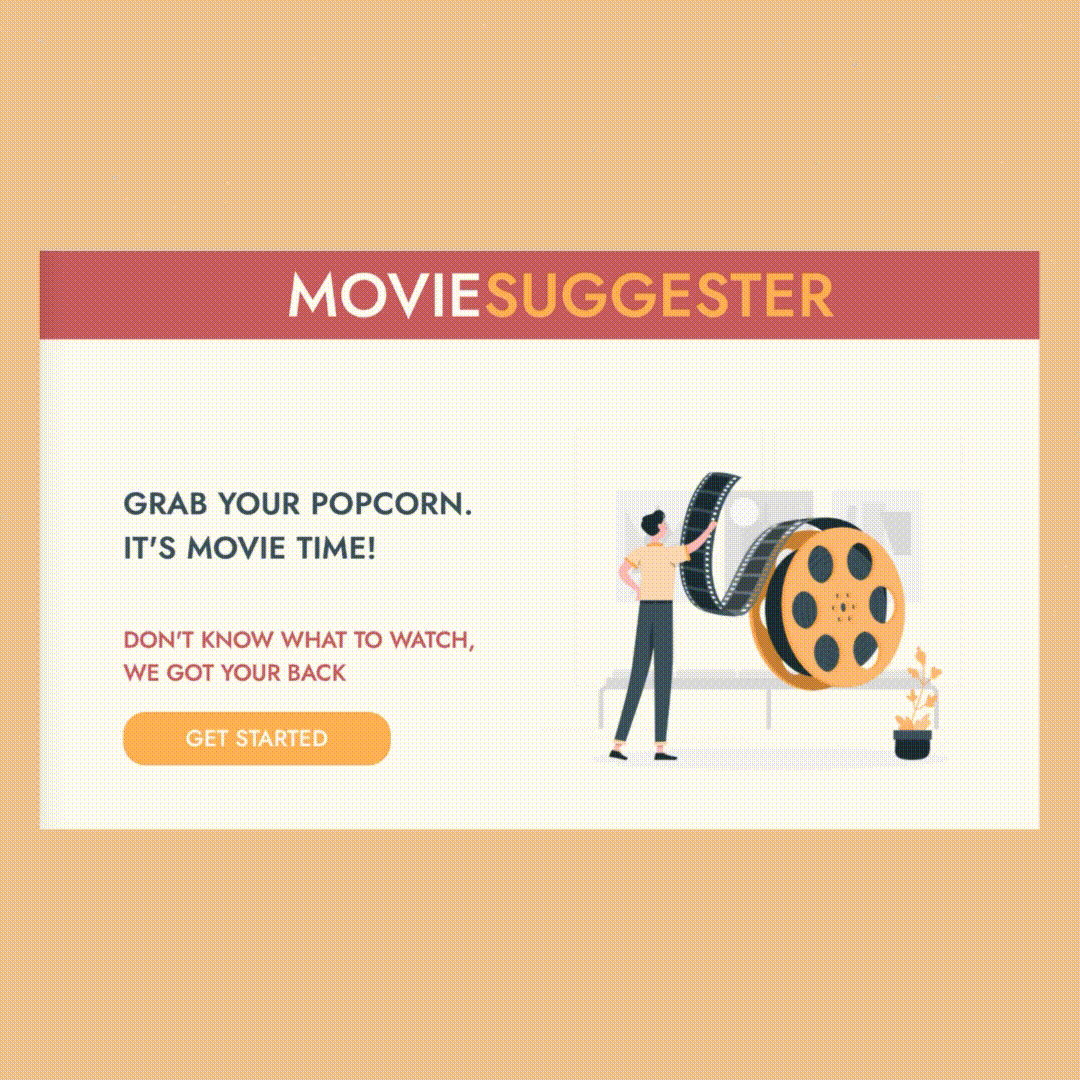 MOVIESUGGESTER
GRAB YOUR POPCORN.
IT'S MOVIE TIME!
DON'T KNOW WHAT TO WATCH,
WE GOT YOUR BACK
GET STARTED